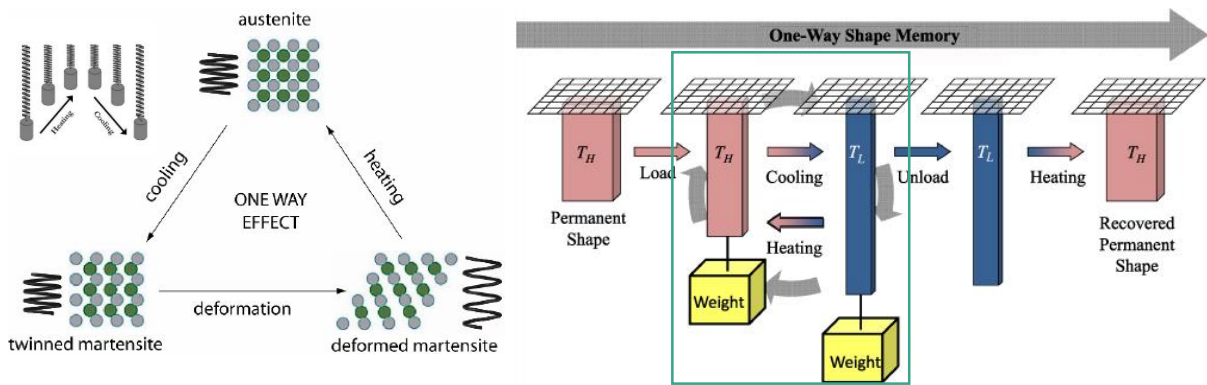 austenite
Heating
Cooling
cooling
heating
ONE WAY
EFFECT
deformation
twinned martensite
deformed martensite
One-Way Shape Memory
T_H
T_H
T_L
T_L
T_H
Load
Cooling
Unload
Heating
Heating
Permanent
Shape
Recovered
Permanent
Shape
Weight
Weight